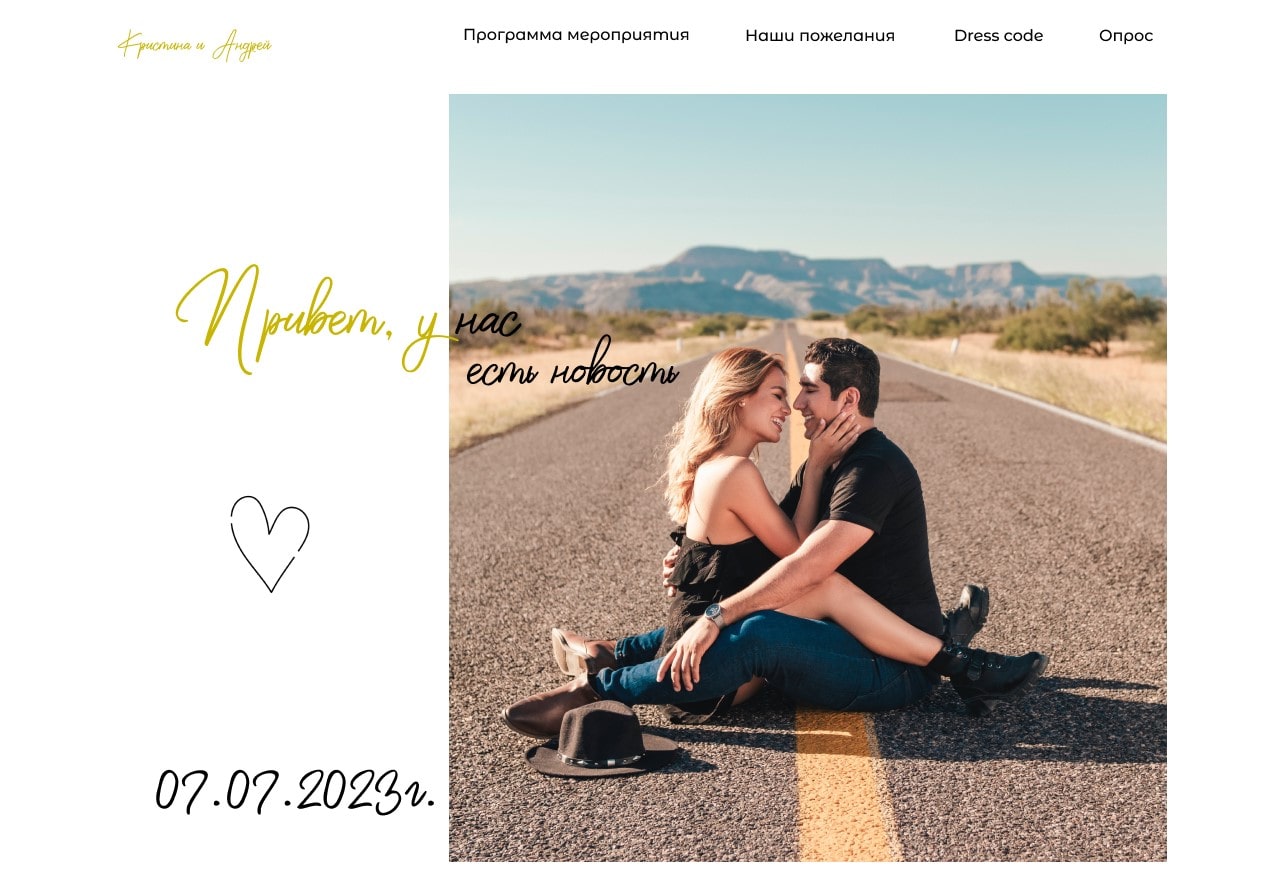 Кристина и Андрей
Программа мероприятия
Наши пожелания
Dress code
Опрос
Привет, у нас
есть новость
07.07.2023г.